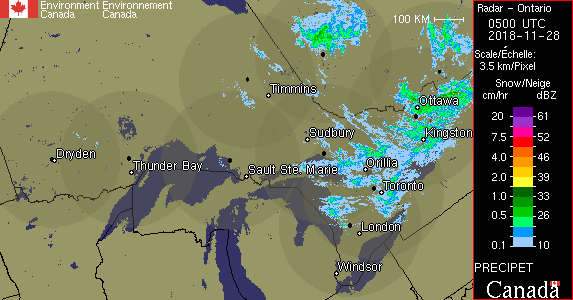 Environment Environnement
Canada Canada
100 KM
Timmins
Ottawa
Sudbury
Kingston
Dryden
Thunder Bay
Sault Ste. Marie
Orillia
Toronto
London
Windsor
Radar - Ontario
0500 UTC
2018-11-28
Scale/Échelle:
3.5 km/Pixel
Snow/Neige
cm/hr dBZ
20 61
7.5 52
4.0 46
2.0 39
1.0 33
0.5 26
0.1 10
PRECIPET
Canada